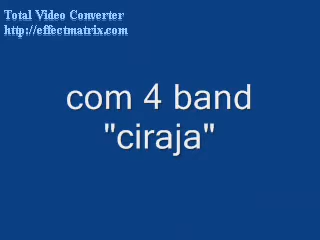 Total Video Converter
http://effectmatrix.com
com 4 band
"ciraja"